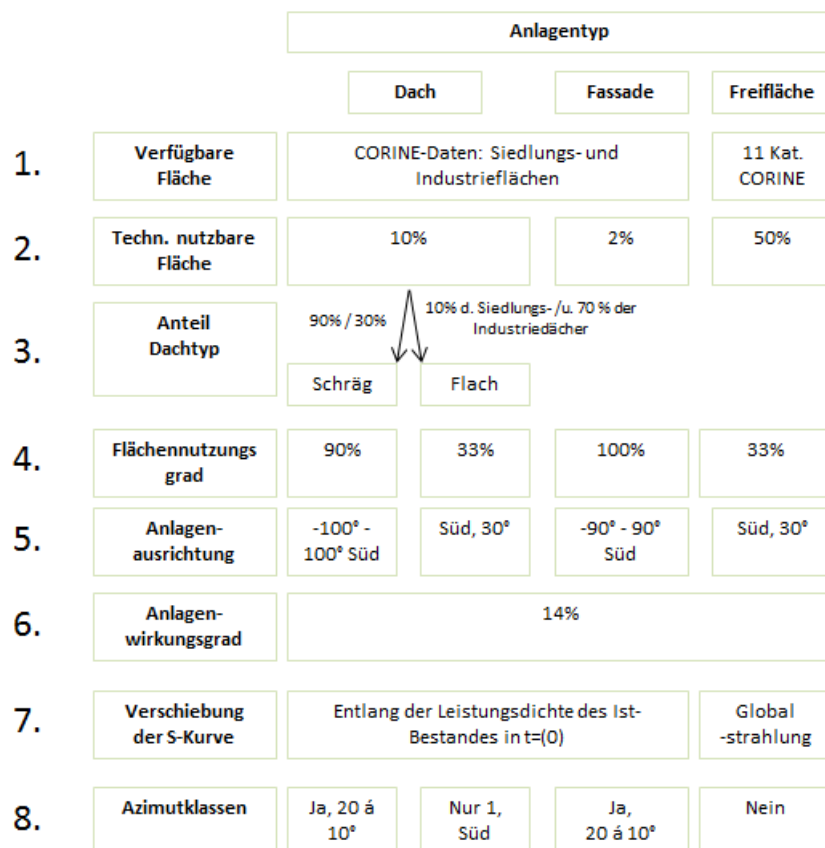 Anlagentyp
Dach
Fassade
Freifläche
1.
Verfügbare
Fläche
CORINE-Daten: Siedlungs- und
Industrieflächen
11 Kat.
CORINE
2.
Techn. nutzbare
Fläche
10%
2%
50%
3.
Anteil
Dachtyp
90% / 30%
10% d. Siedlungs- /u. 70 % der
Industriedächer
Schräg
Flach
4.
Flächennutzungs
grad
90%
33%
100%
33%
5.
Anlagen-
ausrichtung
-100° -
100° Süd
Süd, 30°
-90° - 90°
Süd
Süd, 30°
6.
Anlagen-
wirkungsgrad
14%
7.
Verschiebung
der S-Kurve
Entlang der Leistungsdichte des Ist-
Bestandes in t=(0)
Global
-strahlung
8.
Azimutklassen
Ja, 20 á
10°
Nur 1,
Süd
Ja,
20 á 10°
Nein